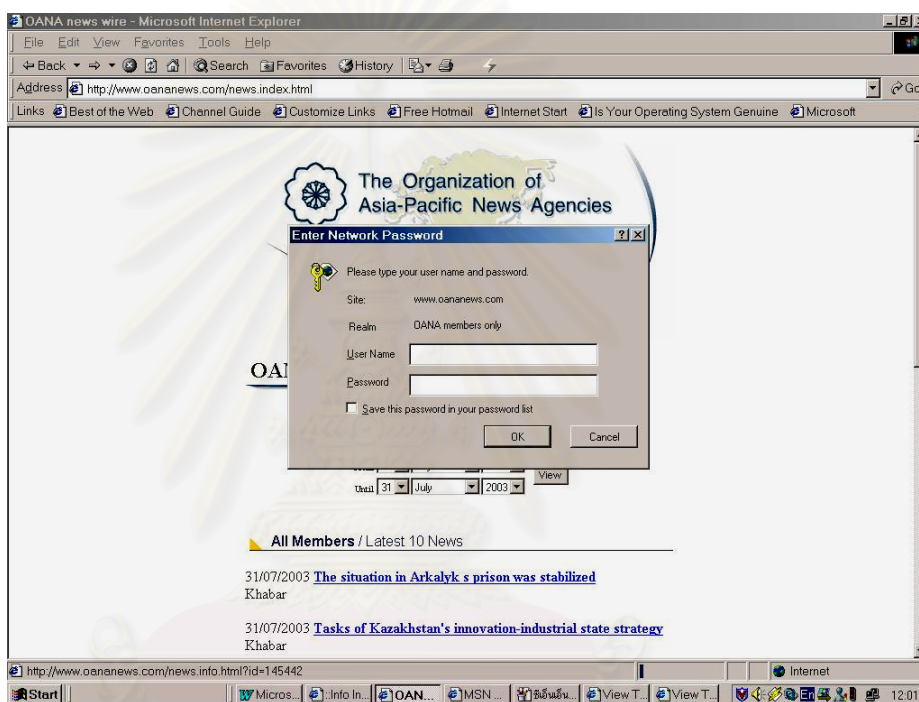 OANA news wire - Microsoft Internet Explorer
File Edit View Favorites Tools Help
Back Search Favorites History
Address http://www.oananews.com/news.index.html Go
Links Best of the Web Channel Guide Customize Links Free Hotmail Internet Start Is Your Operating System Genuine Microsoft
The Organization of
Asia-Pacific News Agencies
Enter Network Password
Please type your user name and password.
Site: www.oananews.com
Realm OANA members only
User Name
OA
Password
Save this password in your password list
OK Cancel
View
Until 31 July 2003
All Members / Latest 10 News
31/07/2003 The situation in Arkalyk s prison was stabilized
Khabar
31/07/2003 Tasks of Kazakhstan's innovation-industrial state strategy
Khabar
http://www.oananews.com/news.info.html?id=145442 Internet
Start Micros... ::Info In... OAN... MSN ... View T... View T... En 12:01